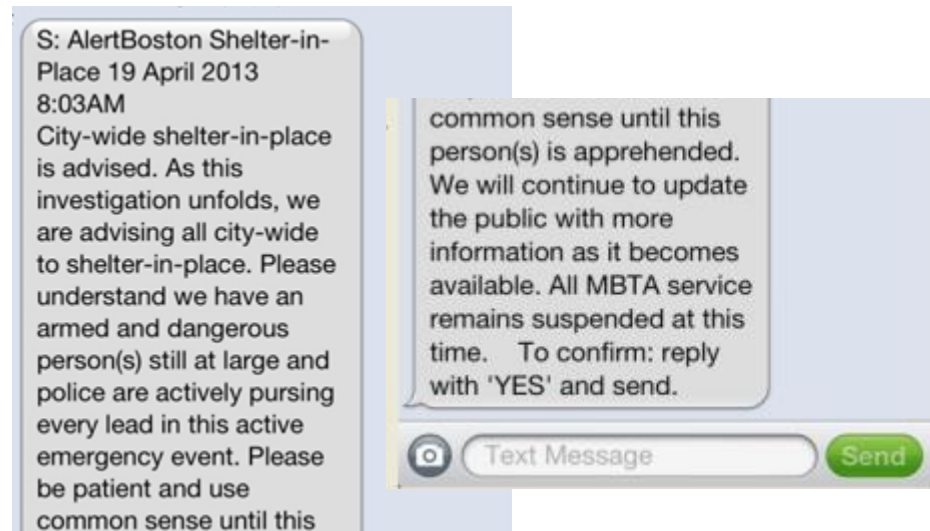 S: AlertBoston Shelter-in-
Place 19 April 2013
8:03AM
City-wide shelter-in-place
is advised. As this
investigation unfolds, we
are advising all city-wide
to shelter-in-place. Please
understand we have an
armed and dangerous
person(s) still at large and
police are actively pursing
every lead in this active
emergency event. Please
be patient and use
common sense until this
common sense until this
person(s) is apprehended.
We will continue to update
the public with more
information as it becomes
available. All MBTA service
remains suspended at this
time. To confirm: reply
with 'YES' and send.
Text Message
Send